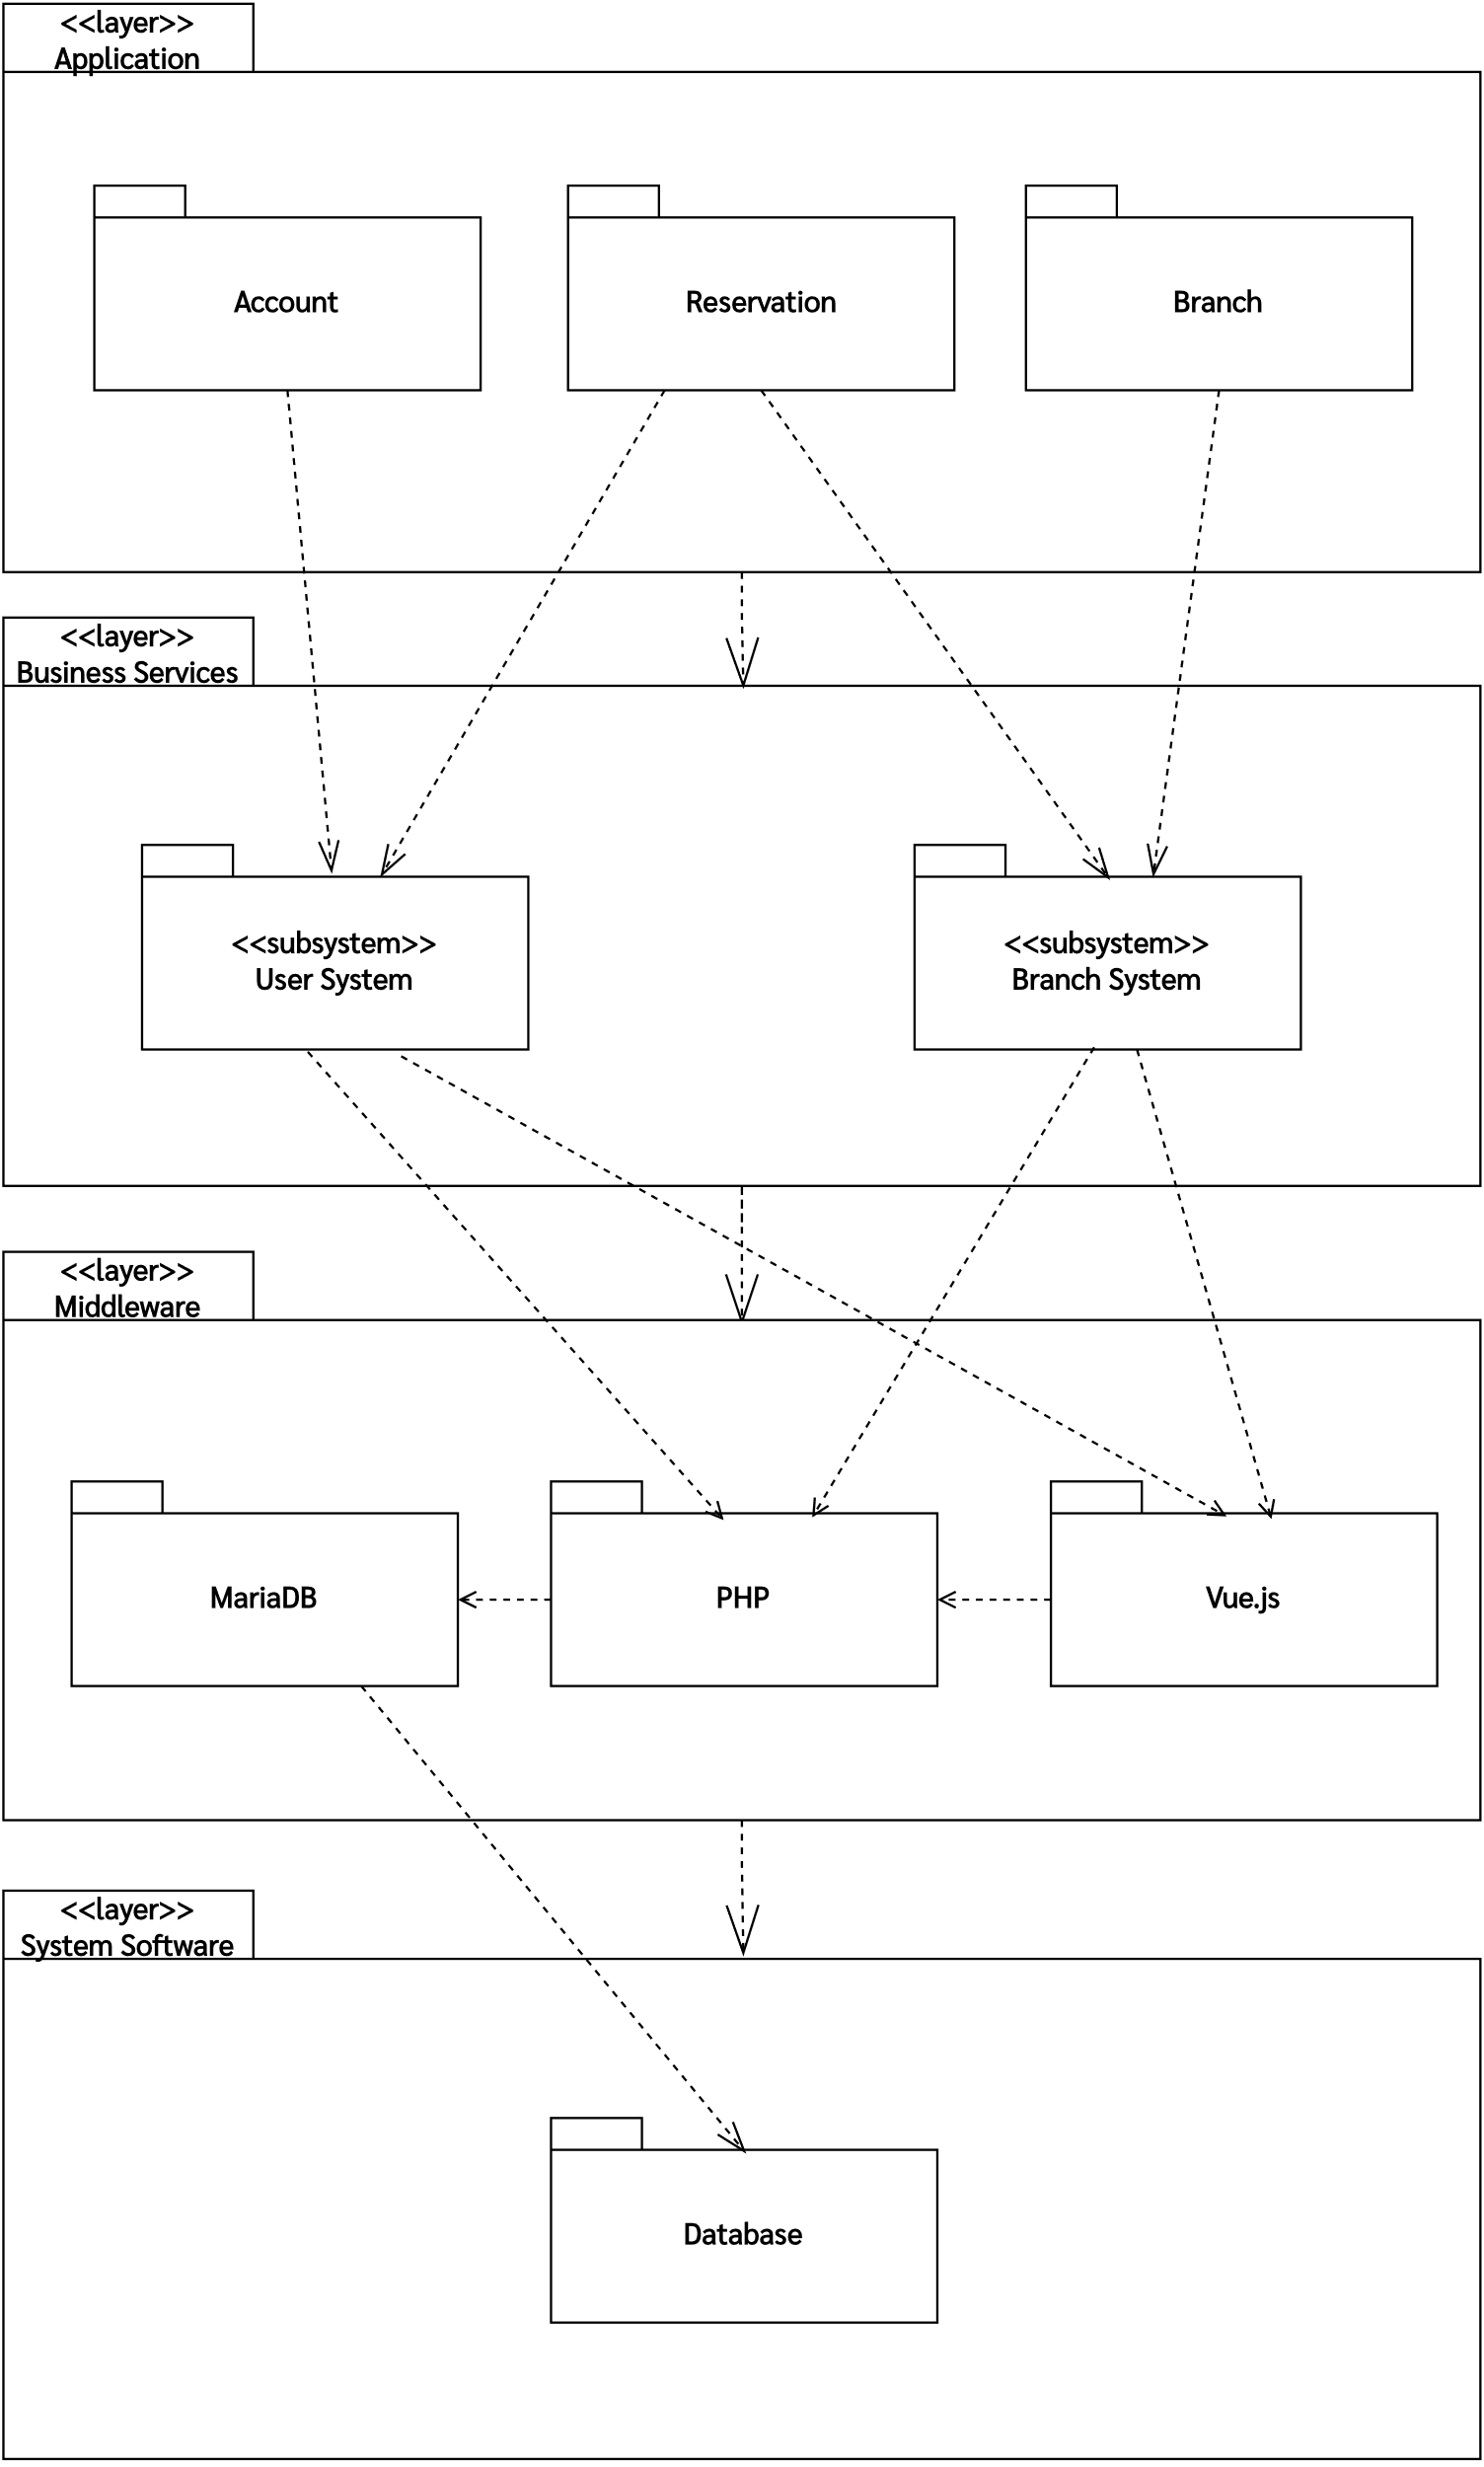 <<layer>>
Application
Account
Reservation
Branch
<<layer>>
Business Services
<<subsystem>>
User System
<<subsystem>>
Branch System
<<layer>>
Middleware
MariaDB
PHP
Vue.js
<<layer>>
System Software
Database